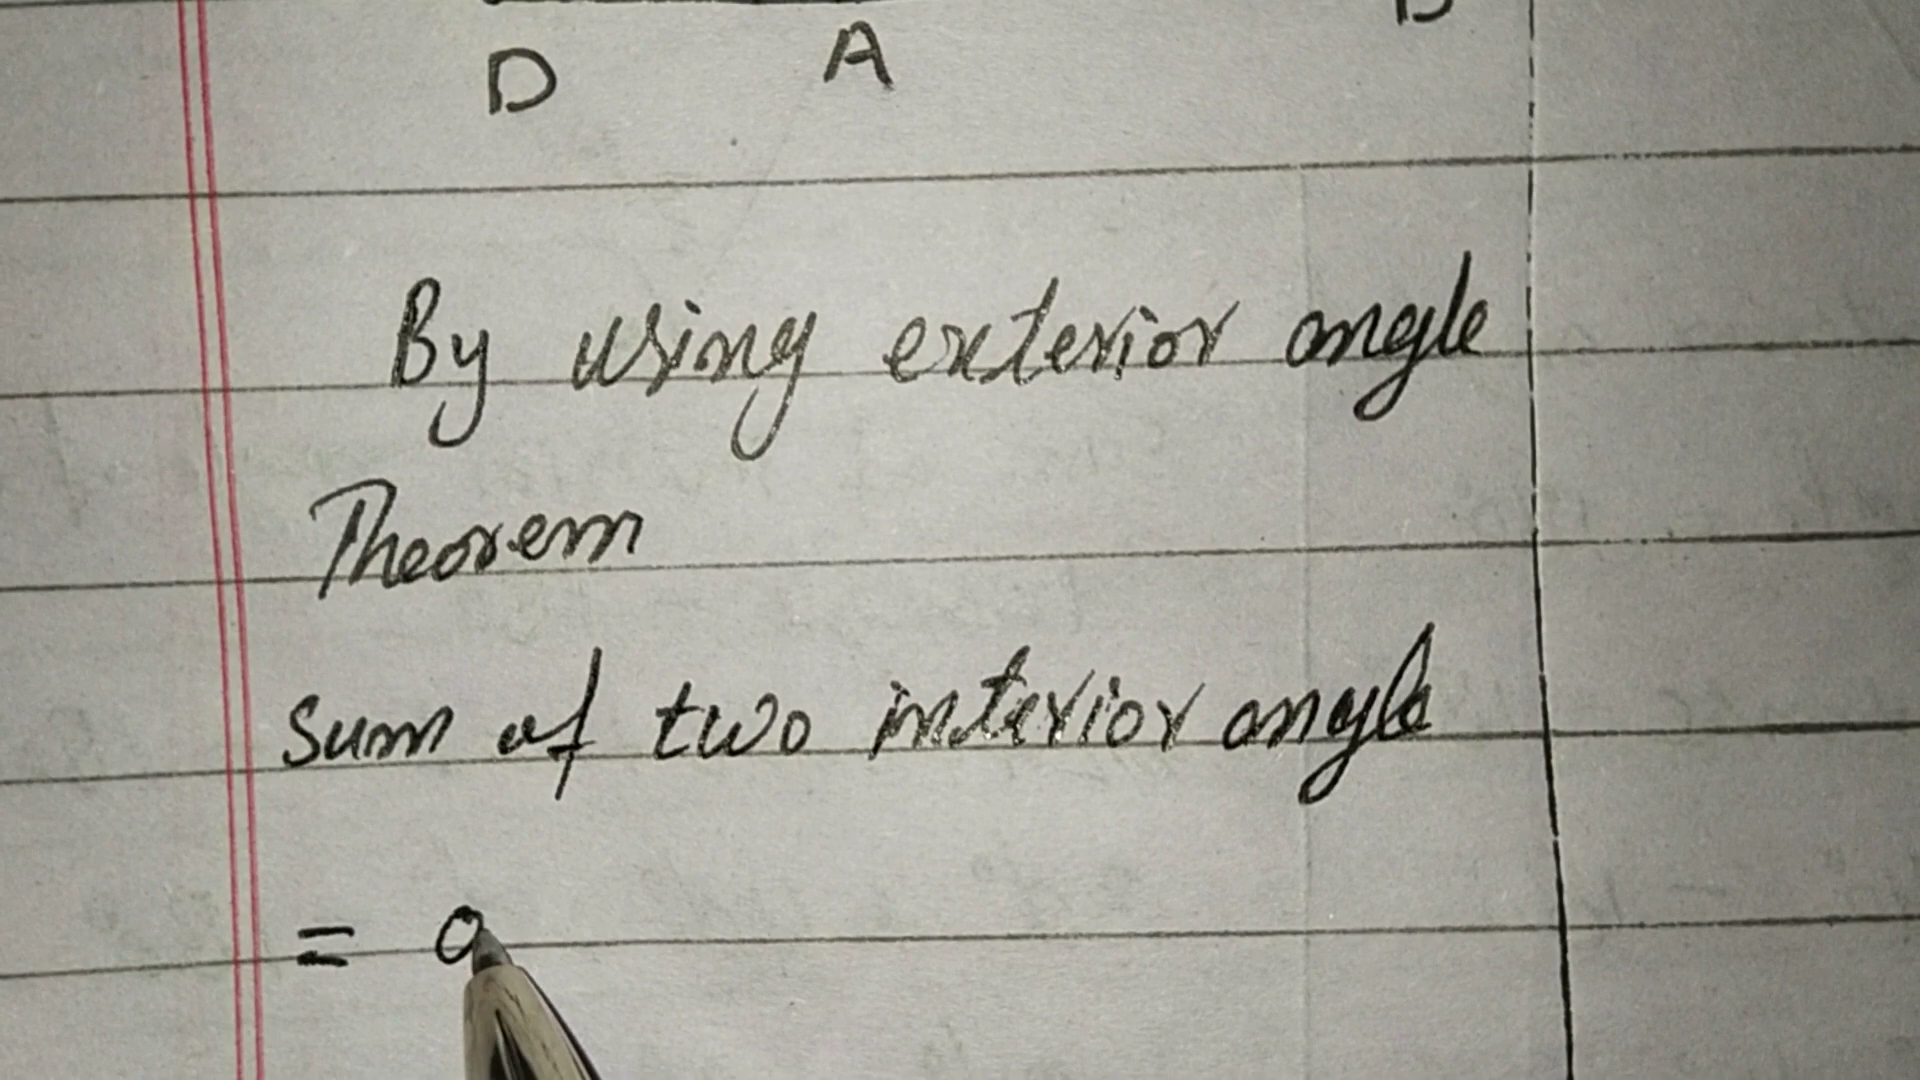 D A B
By using exterior angle
Theorem
sum of two interior angle
= a